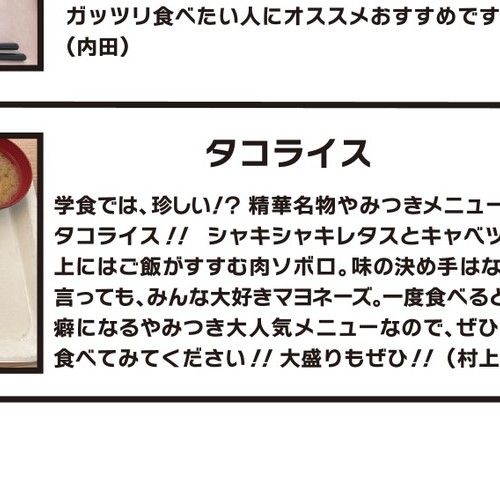 ガッツリ食べたい人にオススメおすすめです
（内田）
タコライス
学食では、珍しい!? 精華名物やみつきメニュー
タコライス!! シャキシャキレタスとキャベツ
上にはご飯がすすむ肉ソボロ。味の決め手はな
言っても、みんな大好きマヨネーズ。一度食べると
癖になるやみつき大人気メニューなので、ぜひ
食べてみてください!! 大盛りもぜひ!!（村上